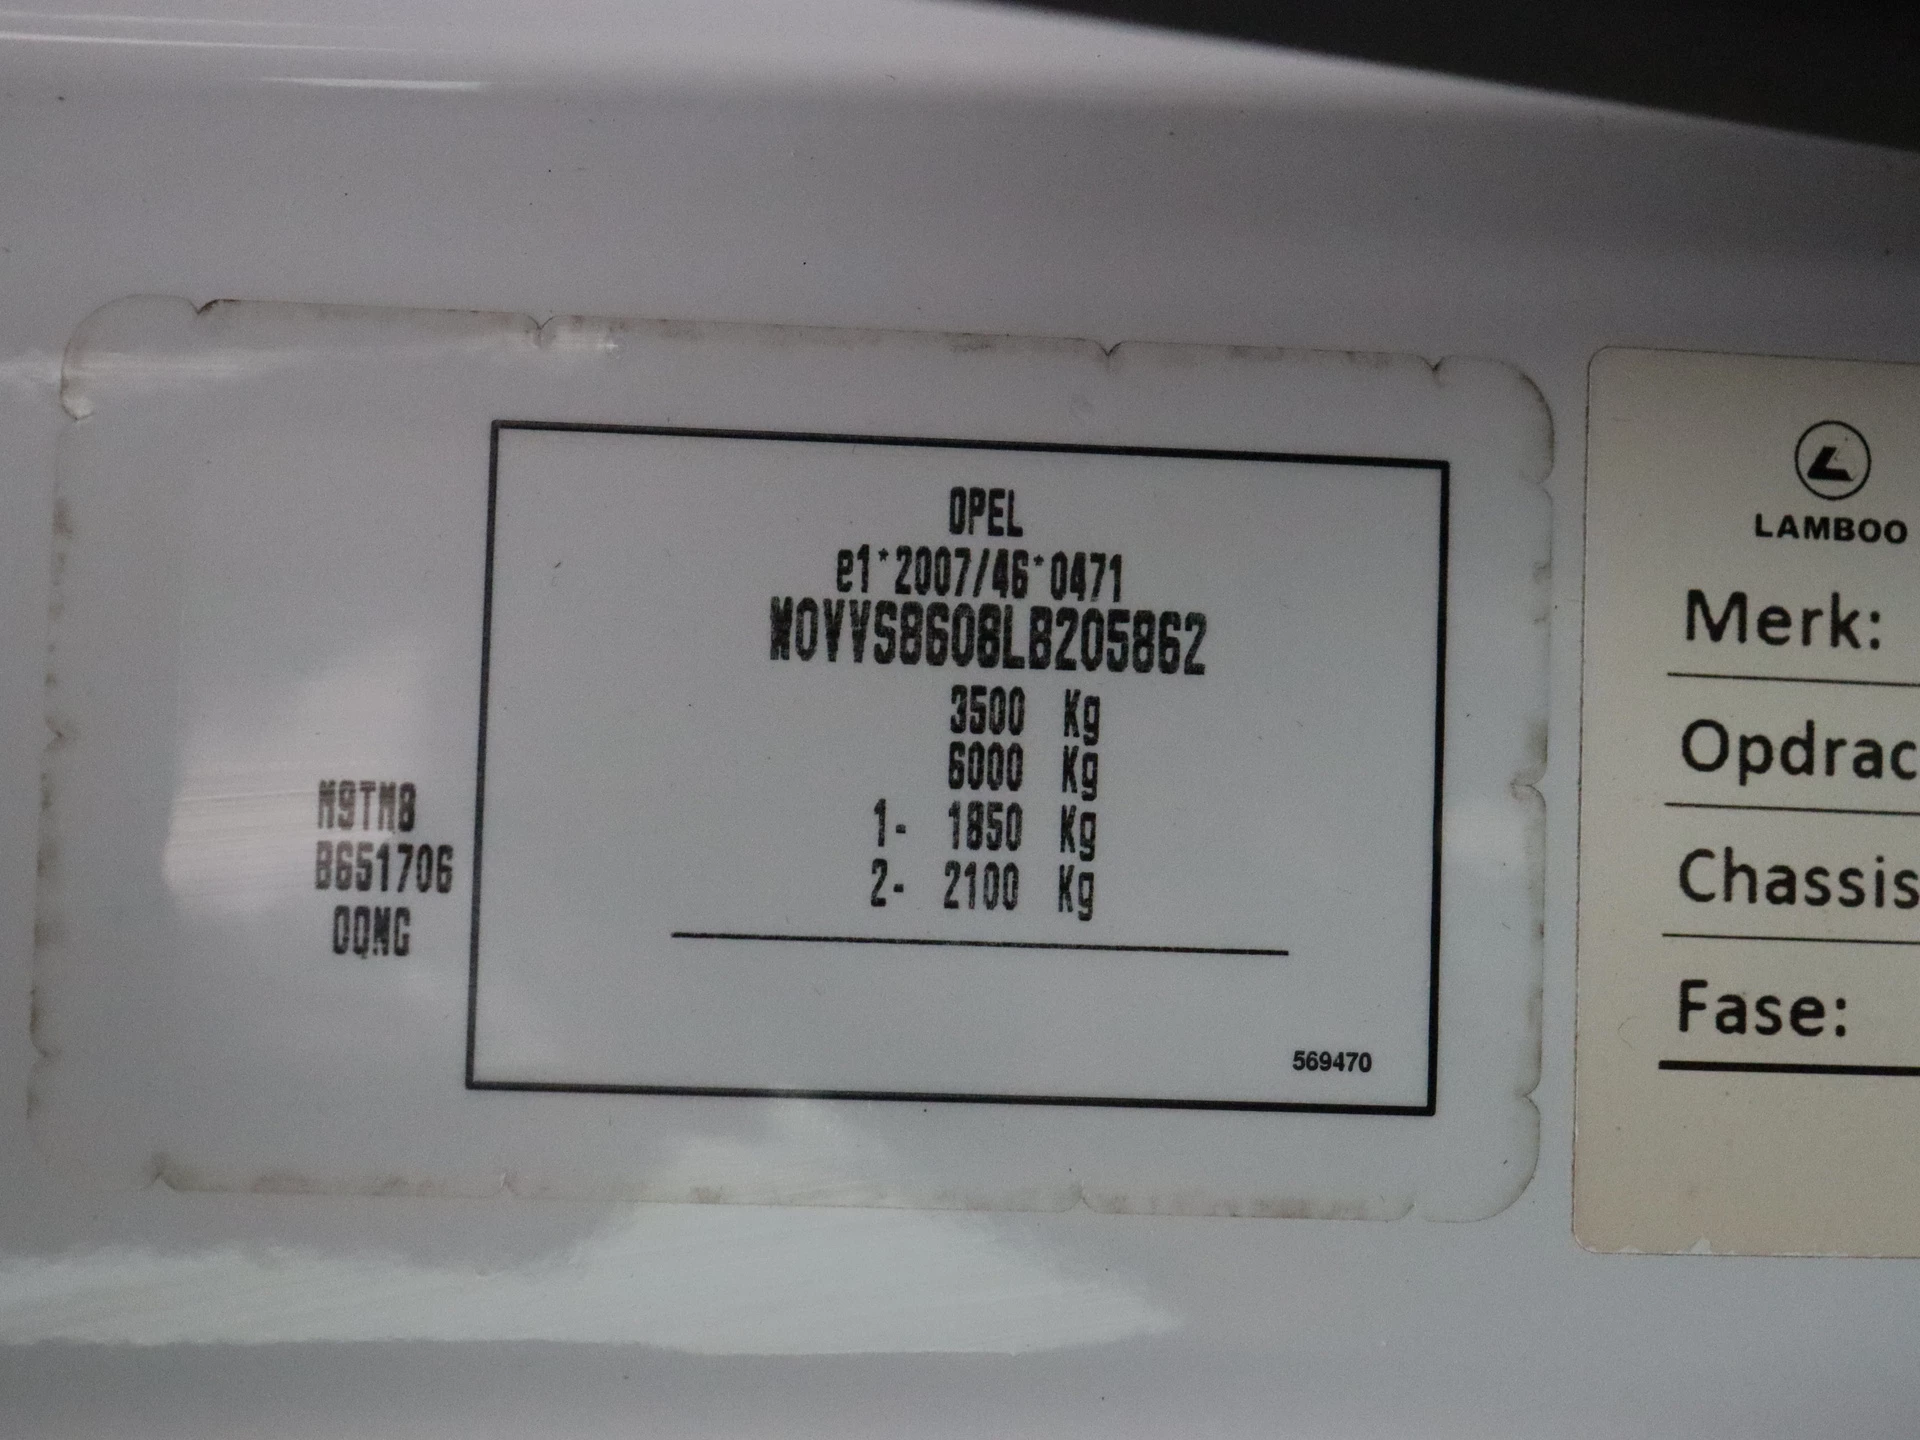 OPEL
e1*2007/46*0471
W0VVS8608LB205862
3500 Kg
6000 Kg
1- 1850 Kg
2- 2100 Kg
569470
M9TM8
B651706
0QMG
LAMBOO
Merk:
Opdrac
Chassis
Fase: